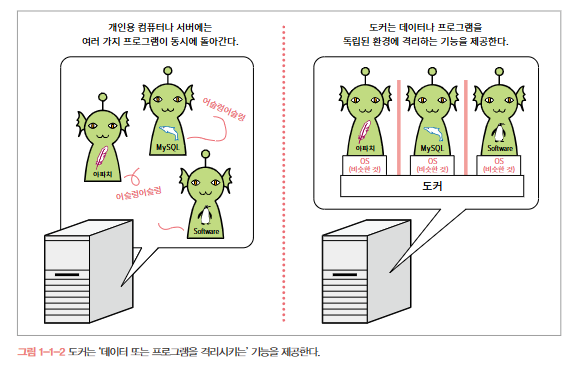 개인용 컴퓨터나 서버에는
여러 가지 프로그램이 동시에 돌아간다.
어슬렁어슬렁
아파치
MySQL
어슬렁어슬렁
Software
도커는 데이터나 프로그램을
독립된 환경에 격리하는 기능을 제공한다.
아파치
MySQL
Software
OS
(비슷한 것)
OS
(비슷한 것)
OS
(비슷한 것)
도커
그림 1-1-2 도커는 '데이터 또는 프로그램을 격리시키는' 기능을 제공한다.